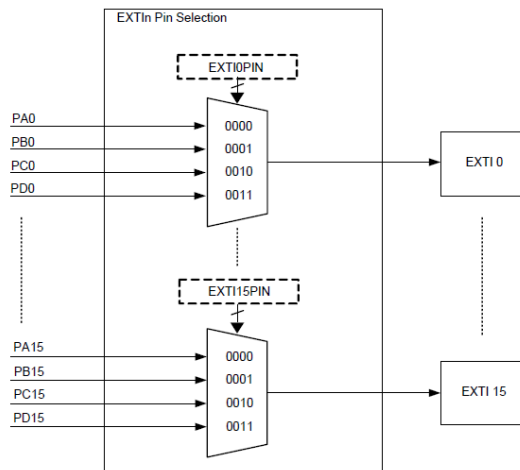 EXTIn Pin Selection
EXTI0PIN
PA0
PB0
PC0
PD0
0000
0001
0010
0011
EXTI 0
EXTI15PIN
PA15
PB15
PC15
PD15
0000
0001
0010
0011
EXTI 15